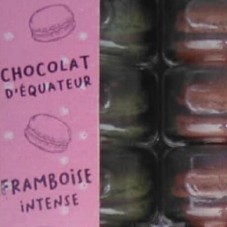 CHOCOLAT
D'ÉQUATEUR
FRAMBOISE
INTENSE